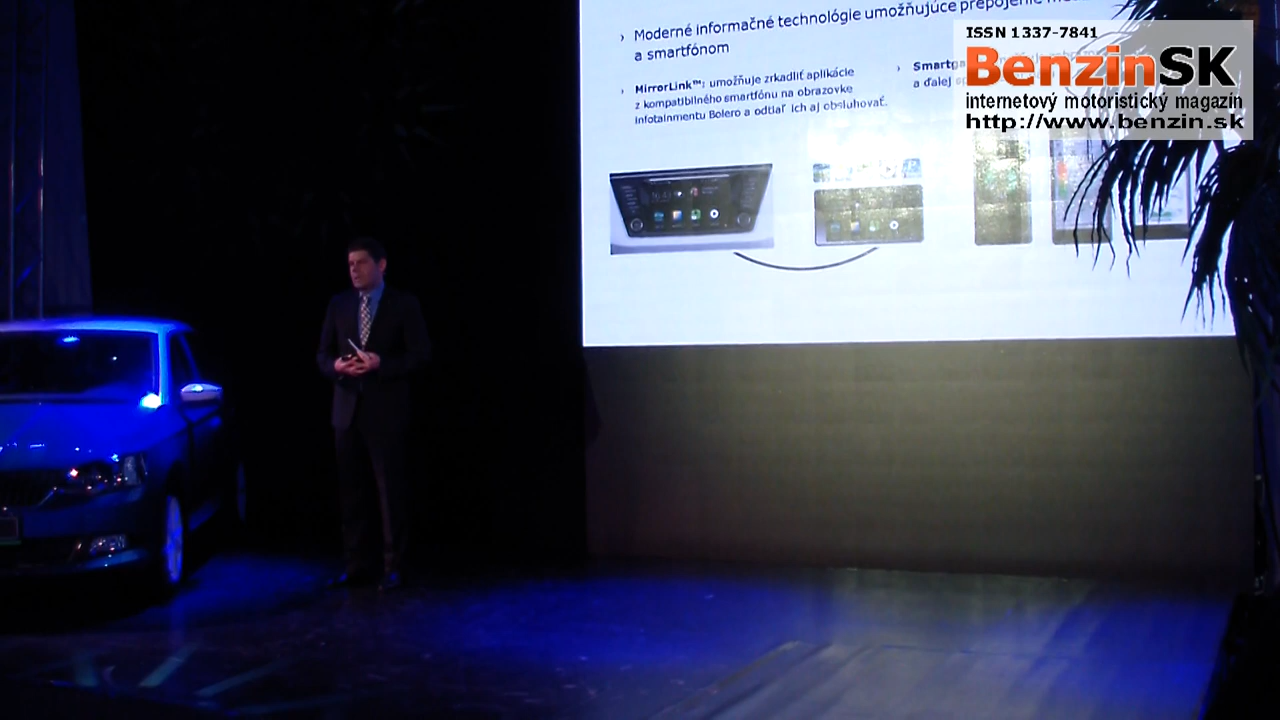 › Moderné informačné technológie umožňujúce prepojenie
a smartfónom
› MirrorLink™: umožňuje zrkadliť aplikácie
z kompatibilného smartfónu na obrazovke
infotainmentu Bolero a odtiaľ ich aj obsluhovať.
› Smartga
a ďalej
ISSN 1337-7841
BenzinSK
internetový motoristický magazín
http://www.benzin.sk